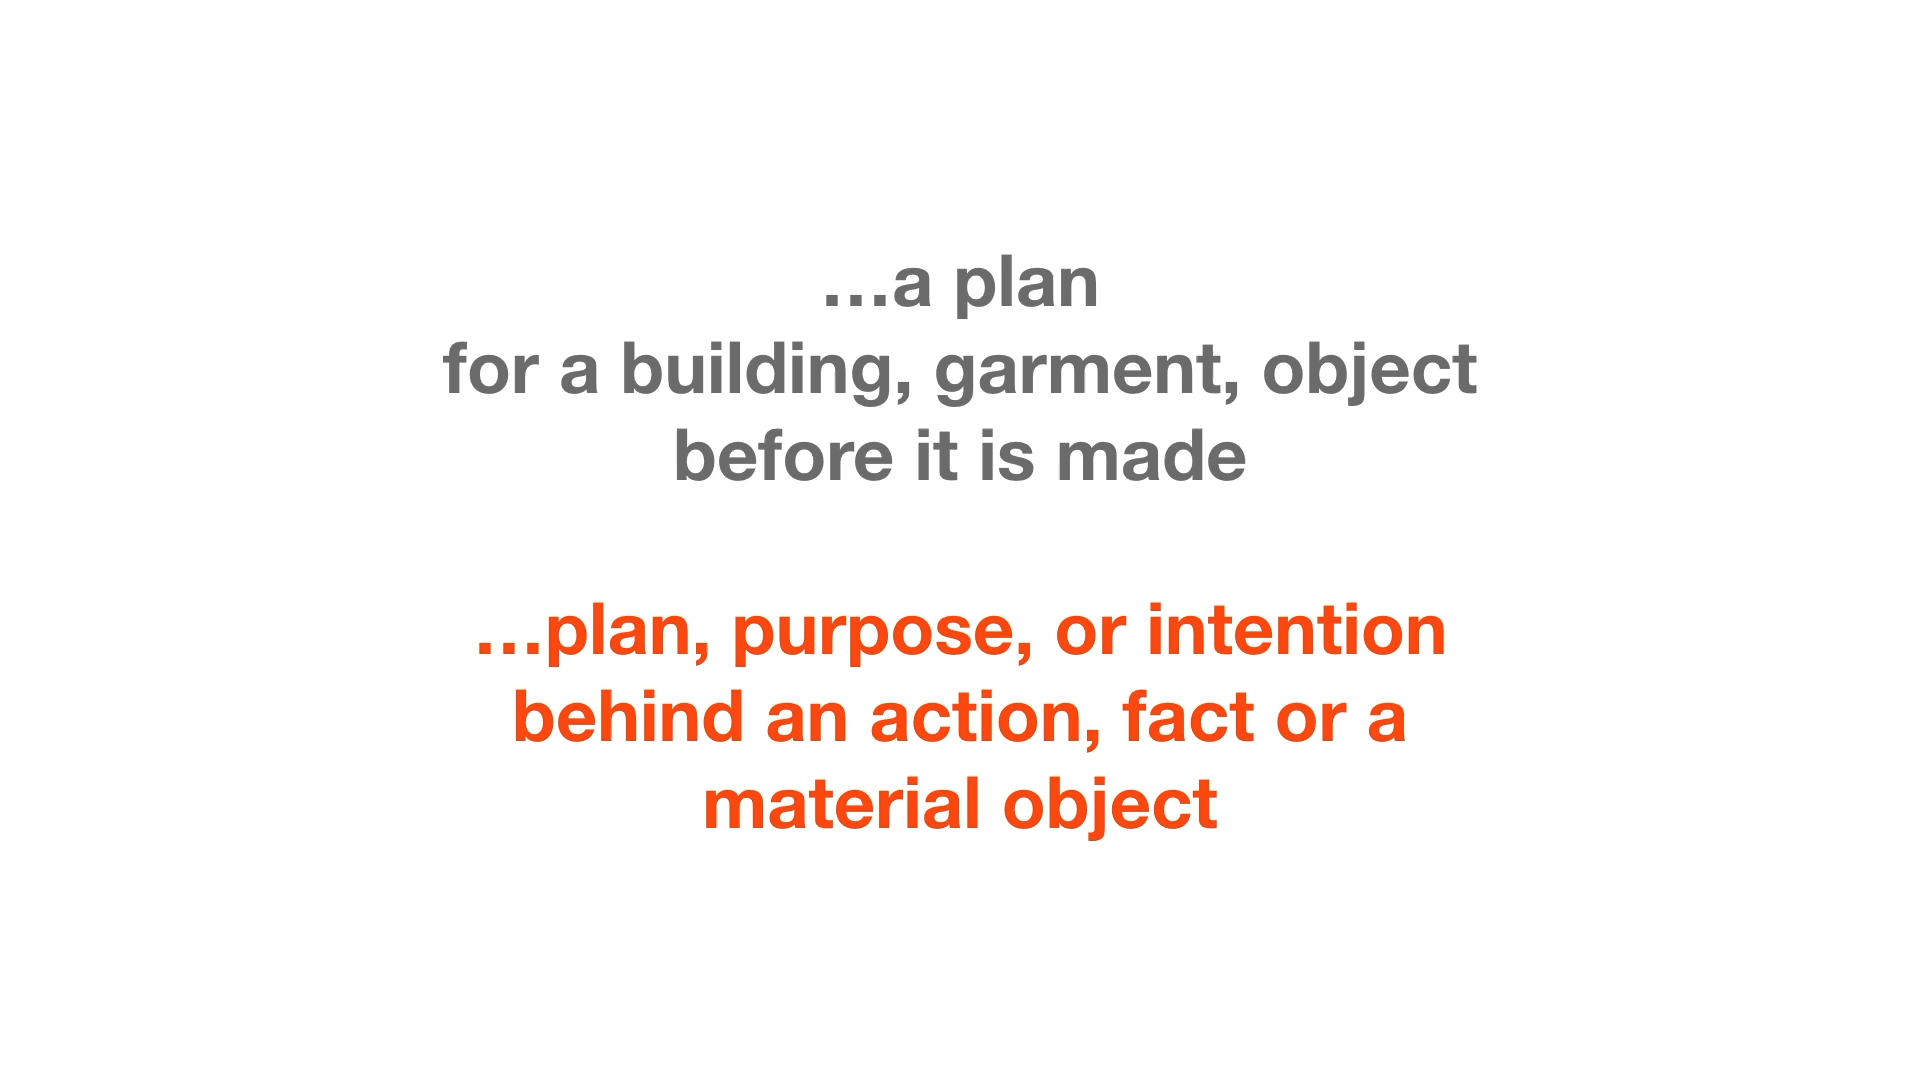 …a plan
for a building, garment, object
before it is made
…plan, purpose, or intention
behind an action, fact or a
material object